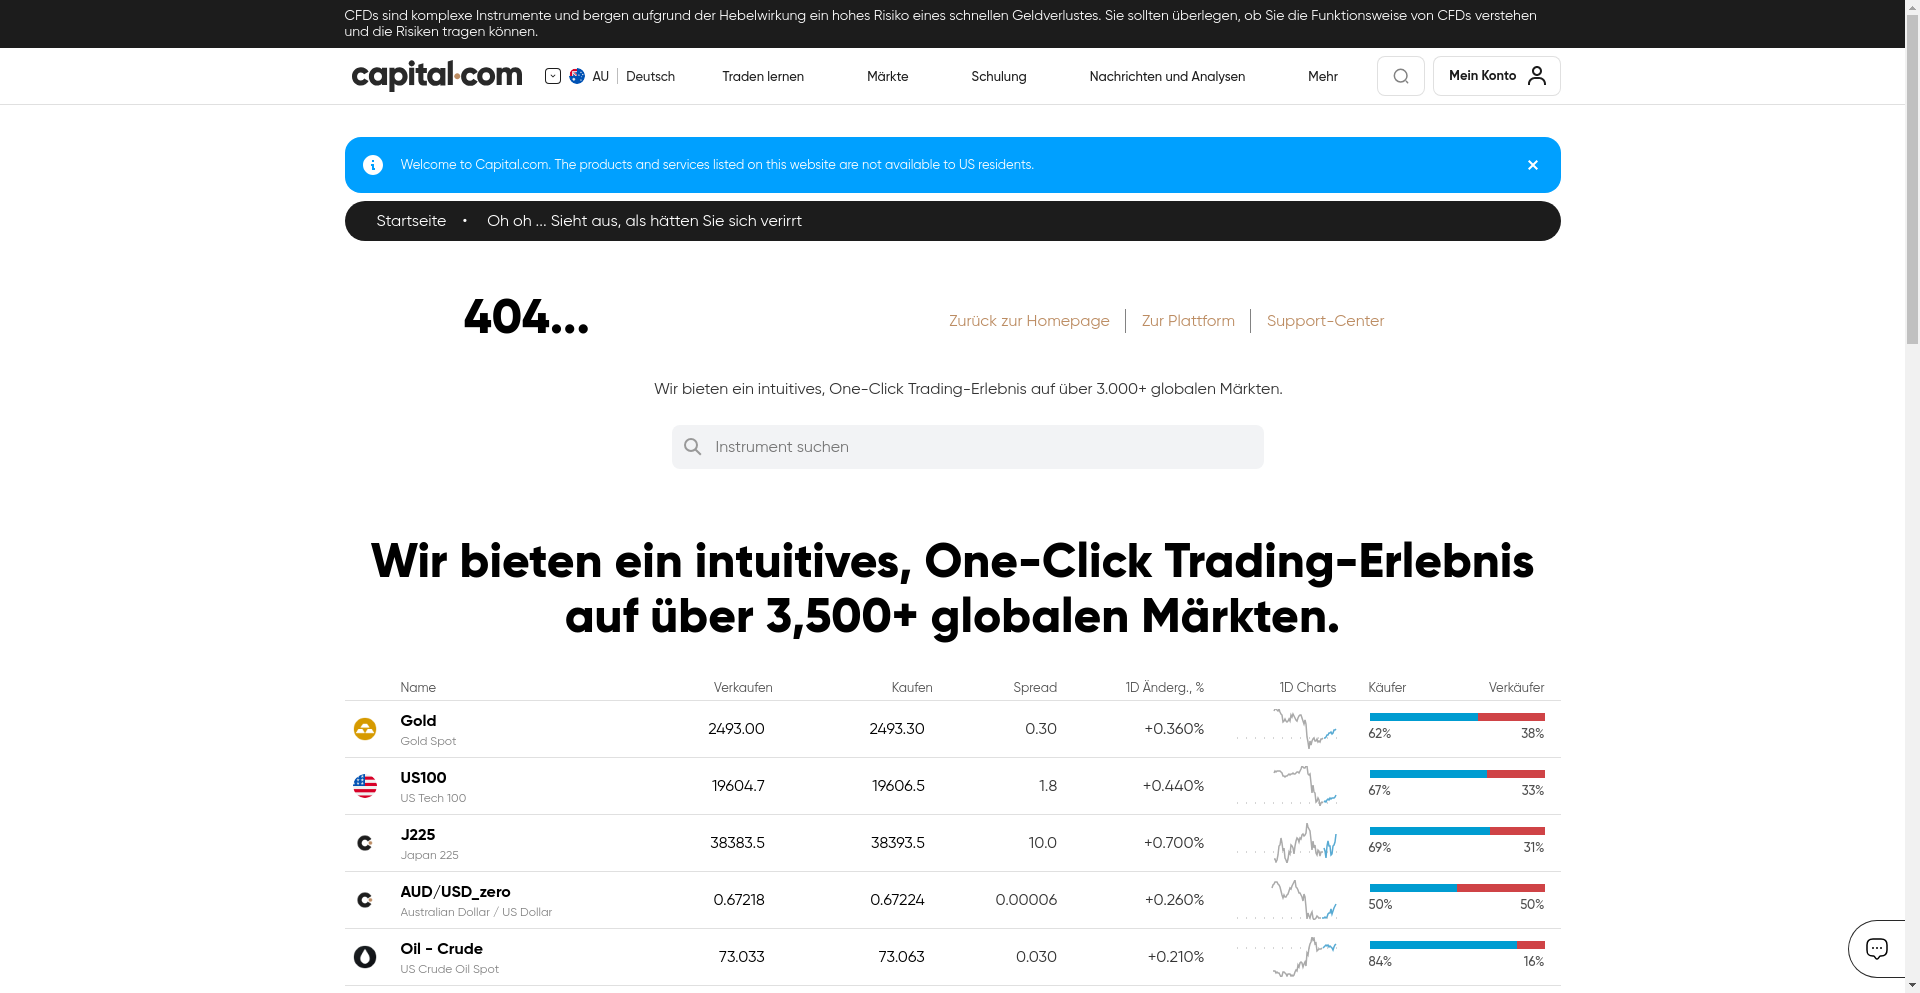 CFDs sind komplexe Instrumente und bergen aufgrund der Hebelwirkung ein hohes Risiko eines schnellen Geldverlustes. Sie sollten überlegen, ob Sie die Funktionsweise von CFDs verstehen
und die Risiken tragen können.
capital.com AU Deutsch Traden lernen Märkte Schulung Nachrichten und Analysen Mehr Mein Konto
Welcome to Capital.com. The products and services listed on this website are not available to US residents.
Startseite • Oh oh ... Sieht aus, als hätten Sie sich verirrt
404... Zurück zur Homepage Zur Plattform Support-Center
Wir bieten ein intuitives, One-Click Trading-Erlebnis auf über 3.000+ globalen Märkten.
Instrument suchen
Wir bieten ein intuitives, One-Click Trading-Erlebnis
auf über 3,500+ globalen Märkten.
Name Verkaufen Kaufen Spread 1D Änderg., % 1D Charts Käufer Verkäufer
Gold 2493.00 2493.30 0.30 +0.360% 62% 38%
Gold Spot
US100 19604.7 19606.5 1.8 +0.440% 67% 33%
US Tech 100
J225 38383.5 38393.5 10.0 +0.700% 69% 31%
Japan 225
AUD/USD_zero 0.67218 0.67224 0.00006 +0.260% 50% 50%
Australian Dollar / US Dollar
Oil - Crude 73.033 73.063 0.030 +0.210% 84% 16%
US Crude Oil Spot